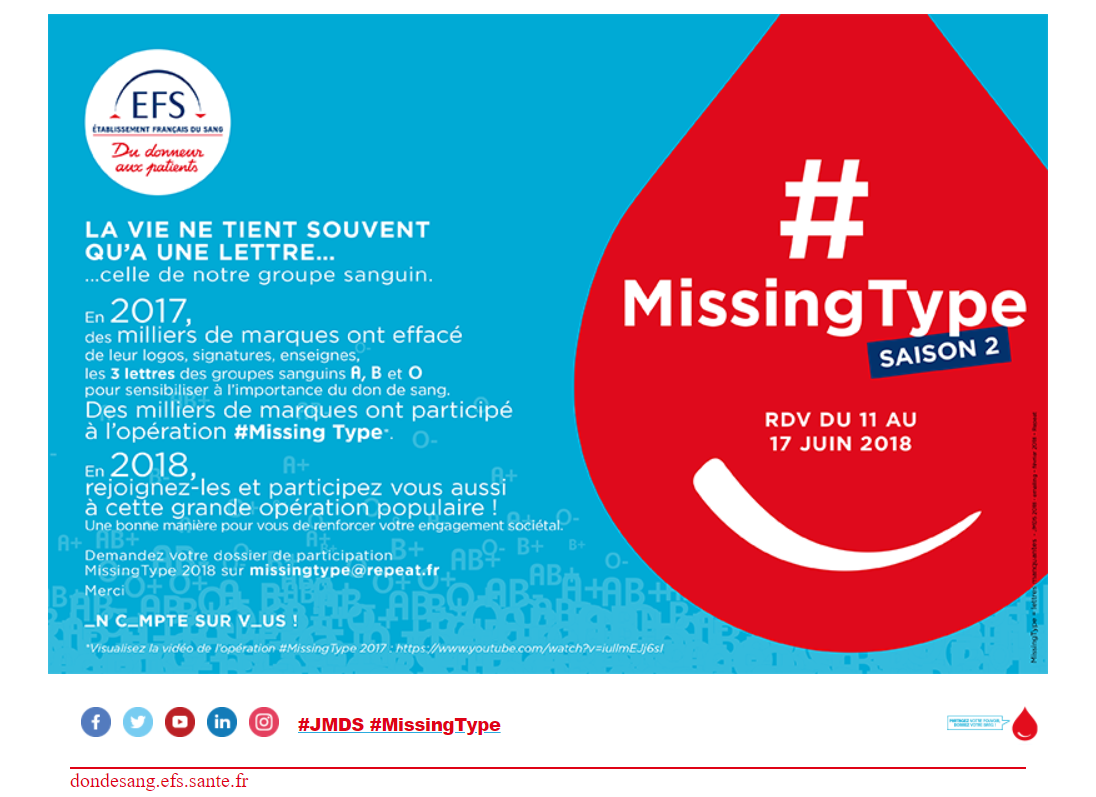 EFS
ÉTABLISSEMENT FRANÇAIS DU SANG
Du donneur
aux patients
LA VIE NE TIENT SOUVENT
QU'A UNE LETTRE...
...celle de notre groupe sanguin.
En 2017,
des milliers de marques ont effacé
de leur logos, signatures, enseignes,
les 3 lettres des groupes sanguins A, B et O
pour sensibiliser à l'importance du don de sang.
Des milliers de marques ont participé
à l'opération #Missing Type*.
En 2018,
rejoignez-les et participez vous aussi
à cette grande opération populaire !
Une bonne manière pour vous de renforcer votre engagement sociétal.
Demandez votre dossier de participation
MissingType 2018 sur missingtype@repeat.fr
Merci
_N C_MPTE SUR V_US !
*Visualisez la vidéo de l'opération #MissingType 2017 : https://www.youtube.com/watch?v=iullmEJj6sI
#
MissingType
SAISON 2
RDV DU 11 AU
17 JUIN 2018
#JMDS #MissingType
PARTAGEZ VOTRE POUVOIR,
DONNEZ VOTRE SANG !
dondesang.efs.sante.fr